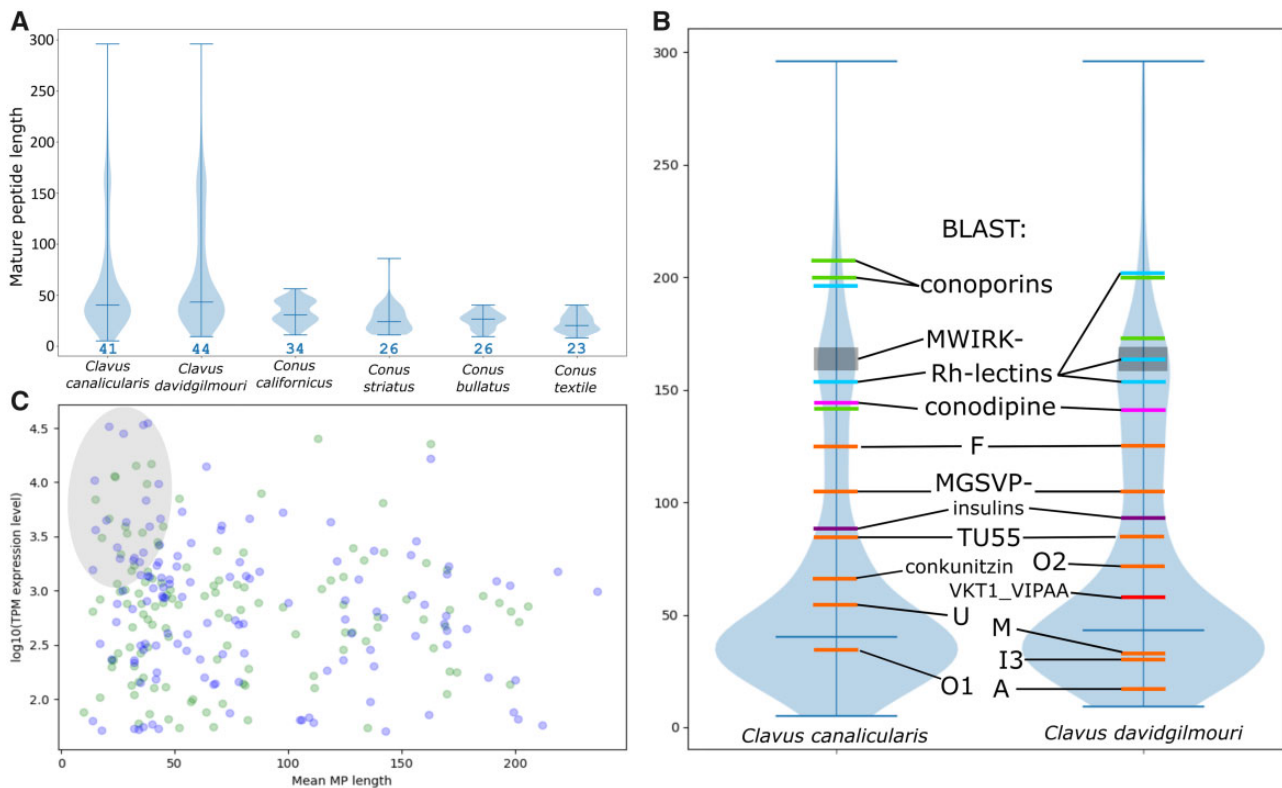 A
300
250
200
150
100
50
0
Mature peptide length
41
44
34
26
26
23
Clavus
canalicularis
Clavus
davidgilmouri
Conus
californicus
Conus
striatus
Conus
bullatus
Conus
textile
C
4.5
4.0
3.5
3.0
2.5
2.0
log10(TPM expression level)
0
50
100
150
200
Mean MP length
B
300
250
200
150
100
50
0
BLAST:
conoporins
MWIRK-
Rh-lectins
conodipine
F
MGSVP-
insulins
TU55
conkunitzin
O2
VKT1_VIPAA
U
M
I3
O1
A
Clavus canalicularis
Clavus davidgilmouri